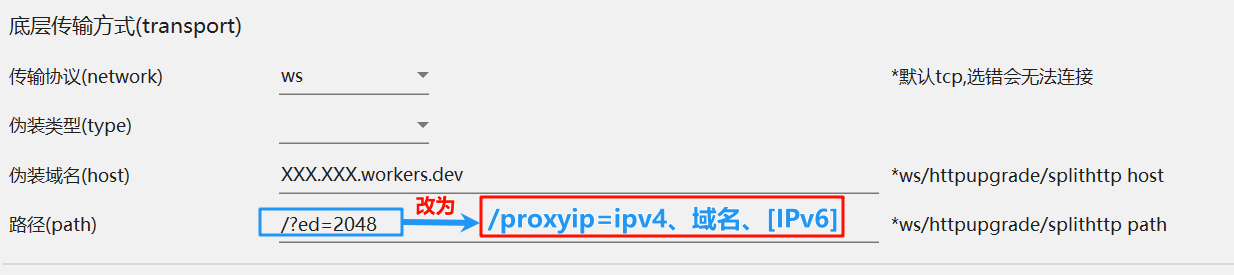 底层传输方式(transport)
传输协议(network) ws *默认tcp,选错会无法连接
伪装类型(type)
伪装域名(host) XXX.XXX.workers.dev *ws/httpupgrade/splithttp host
路径(path) /?ed=2048 改为 /proxyip=ipv4、域名、[IPv6] *ws/httpupgrade/splithttp path